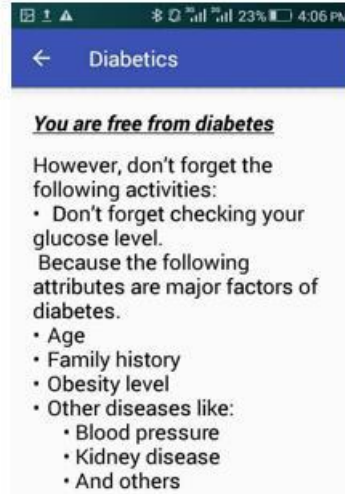 23% 4:06 PM
Diabetics
You are free from diabetes
However, don't forget the
following activities:
• Don't forget checking your
glucose level.
Because the following
attributes are major factors of
diabetes.
• Age
• Family history
• Obesity level
• Other diseases like:
• Blood pressure
• Kidney disease
• And others